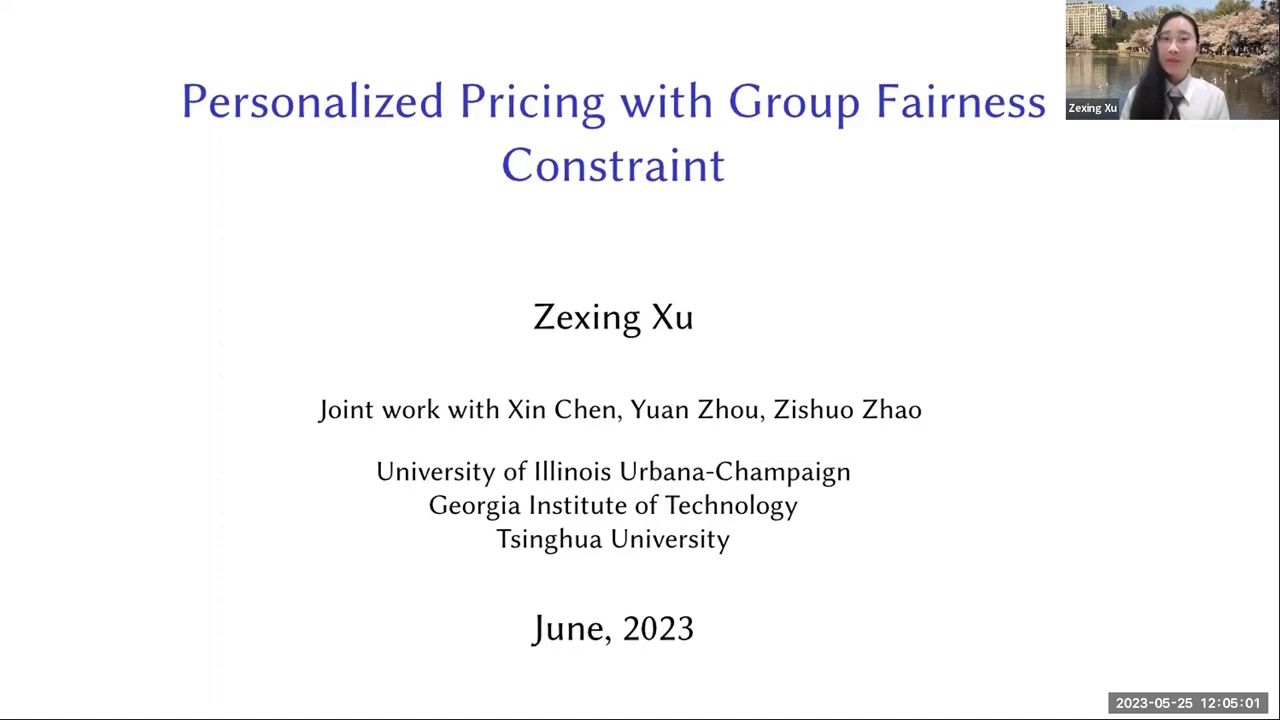 Personalized Pricing with Group Fairness
Constraint
Zexing Xu
Zexing Xu
Joint work with Xin Chen, Yuan Zhou, Zishuo Zhao
University of Illinois Urbana-Champaign
Georgia Institute of Technology
Tsinghua University
June, 2023
2023-05-25 12:05:01